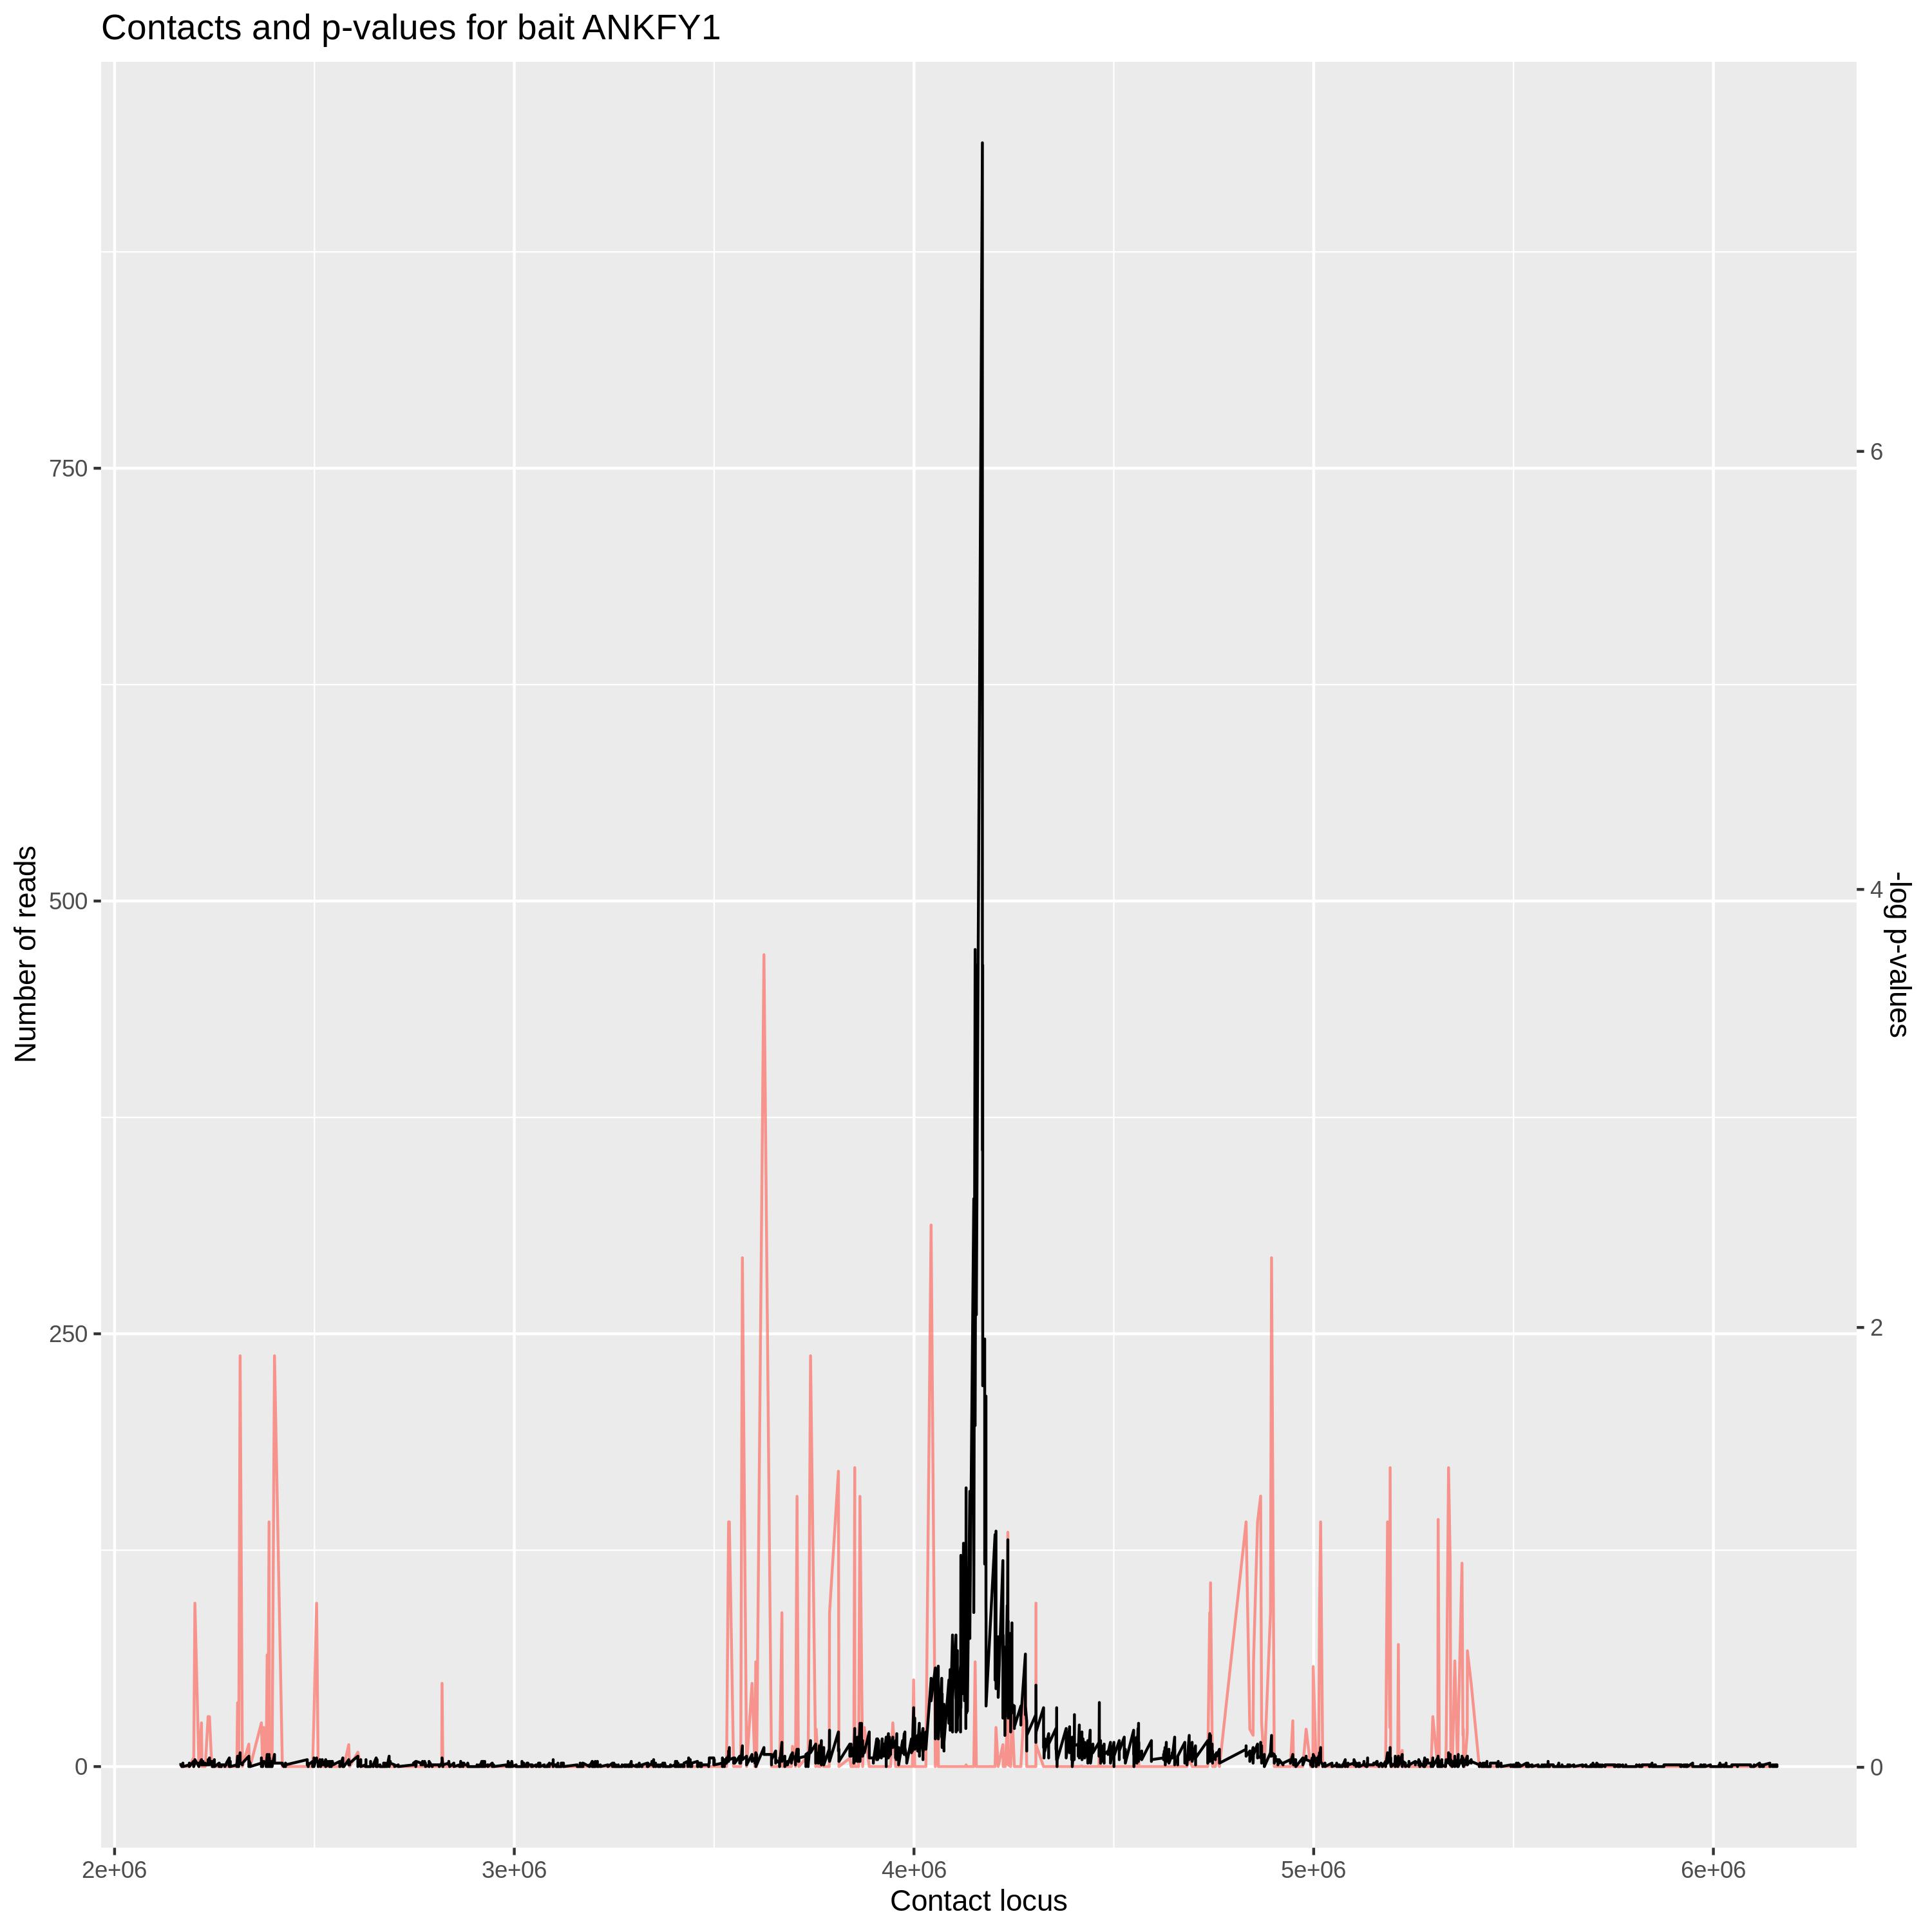 Contacts and p-values for bait ANKFY1
Number of reads
750
500
250
0
6
4
2
0
-log p-values
2e+06 3e+06 4e+06 5e+06 6e+06
Contact locus